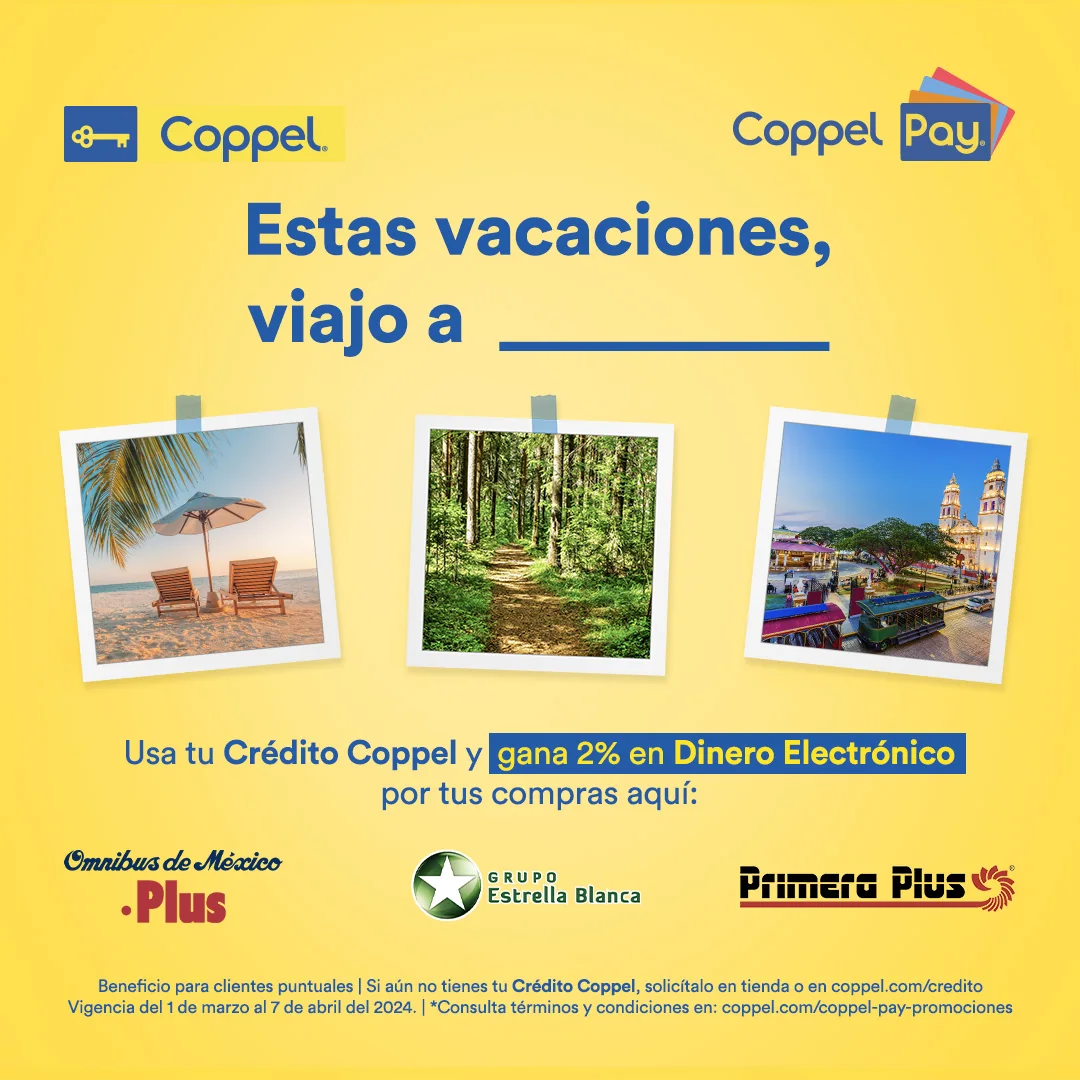 Coppel®
Coppel Pay®
Estas vacaciones,
viajo a ________
Usa tu Crédito Coppel y gana 2% en Dinero Electrónico
por tus compras aquí:
Omnibus de México
·Plus
GRUPO
Estrella Blanca
Primera Plus®
Beneficio para clientes puntuales | Si aún no tienes tu Crédito Coppel, solicítalo en tienda o en coppel.com/credito
Vigencia del 1 de marzo al 7 de abril del 2024. | *Consulta términos y condiciones en: coppel.com/coppel-pay-promociones